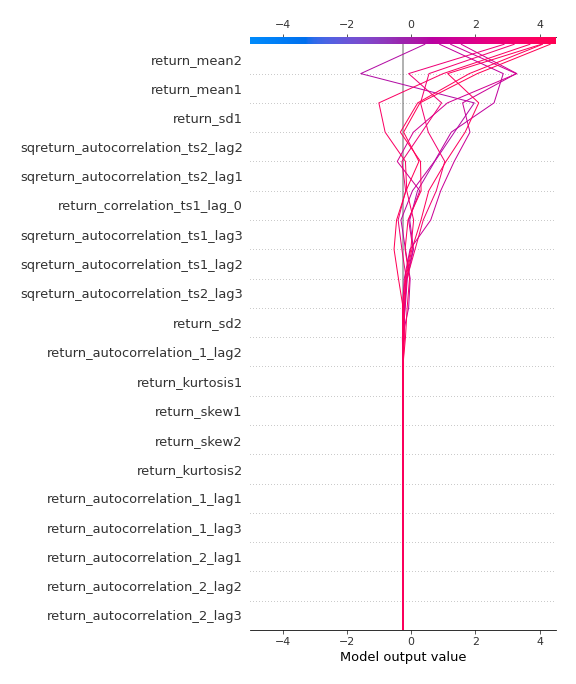 −4 −2 0 2 4
return_mean2
return_mean1
return_sd1
sqreturn_autocorrelation_ts2_lag2
sqreturn_autocorrelation_ts2_lag1
return_correlation_ts1_lag_0
sqreturn_autocorrelation_ts1_lag3
sqreturn_autocorrelation_ts1_lag2
sqreturn_autocorrelation_ts2_lag3
return_sd2
return_autocorrelation_1_lag2
return_kurtosis1
return_skew1
return_skew2
return_kurtosis2
return_autocorrelation_1_lag1
return_autocorrelation_1_lag3
return_autocorrelation_2_lag1
return_autocorrelation_2_lag2
return_autocorrelation_2_lag3
−4 −2 0 2 4
Model output value